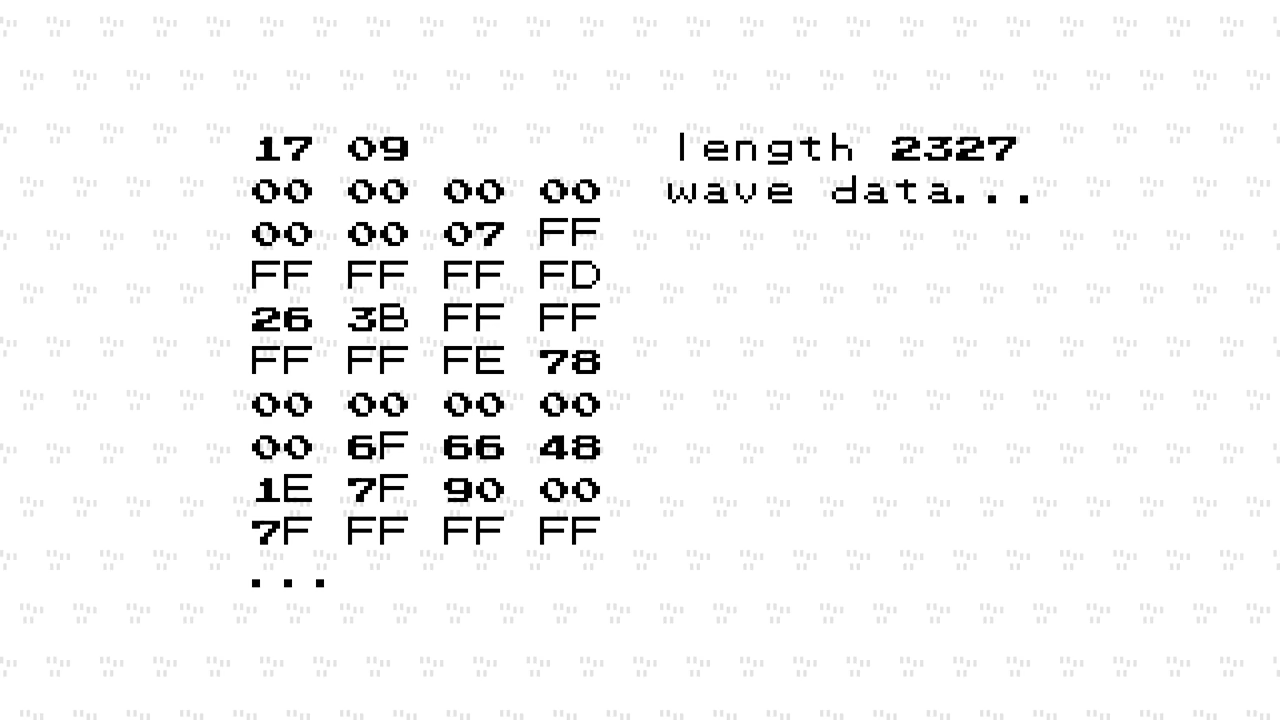 17 09 length 2327
00 00 00 00 wave data...
00 00 07 FF
FF FF FF FD
26 3B FF FF
FF FF FE 78
00 00 00 00
00 6F 66 48
1E 7F 90 00
7F FF FF FF
...